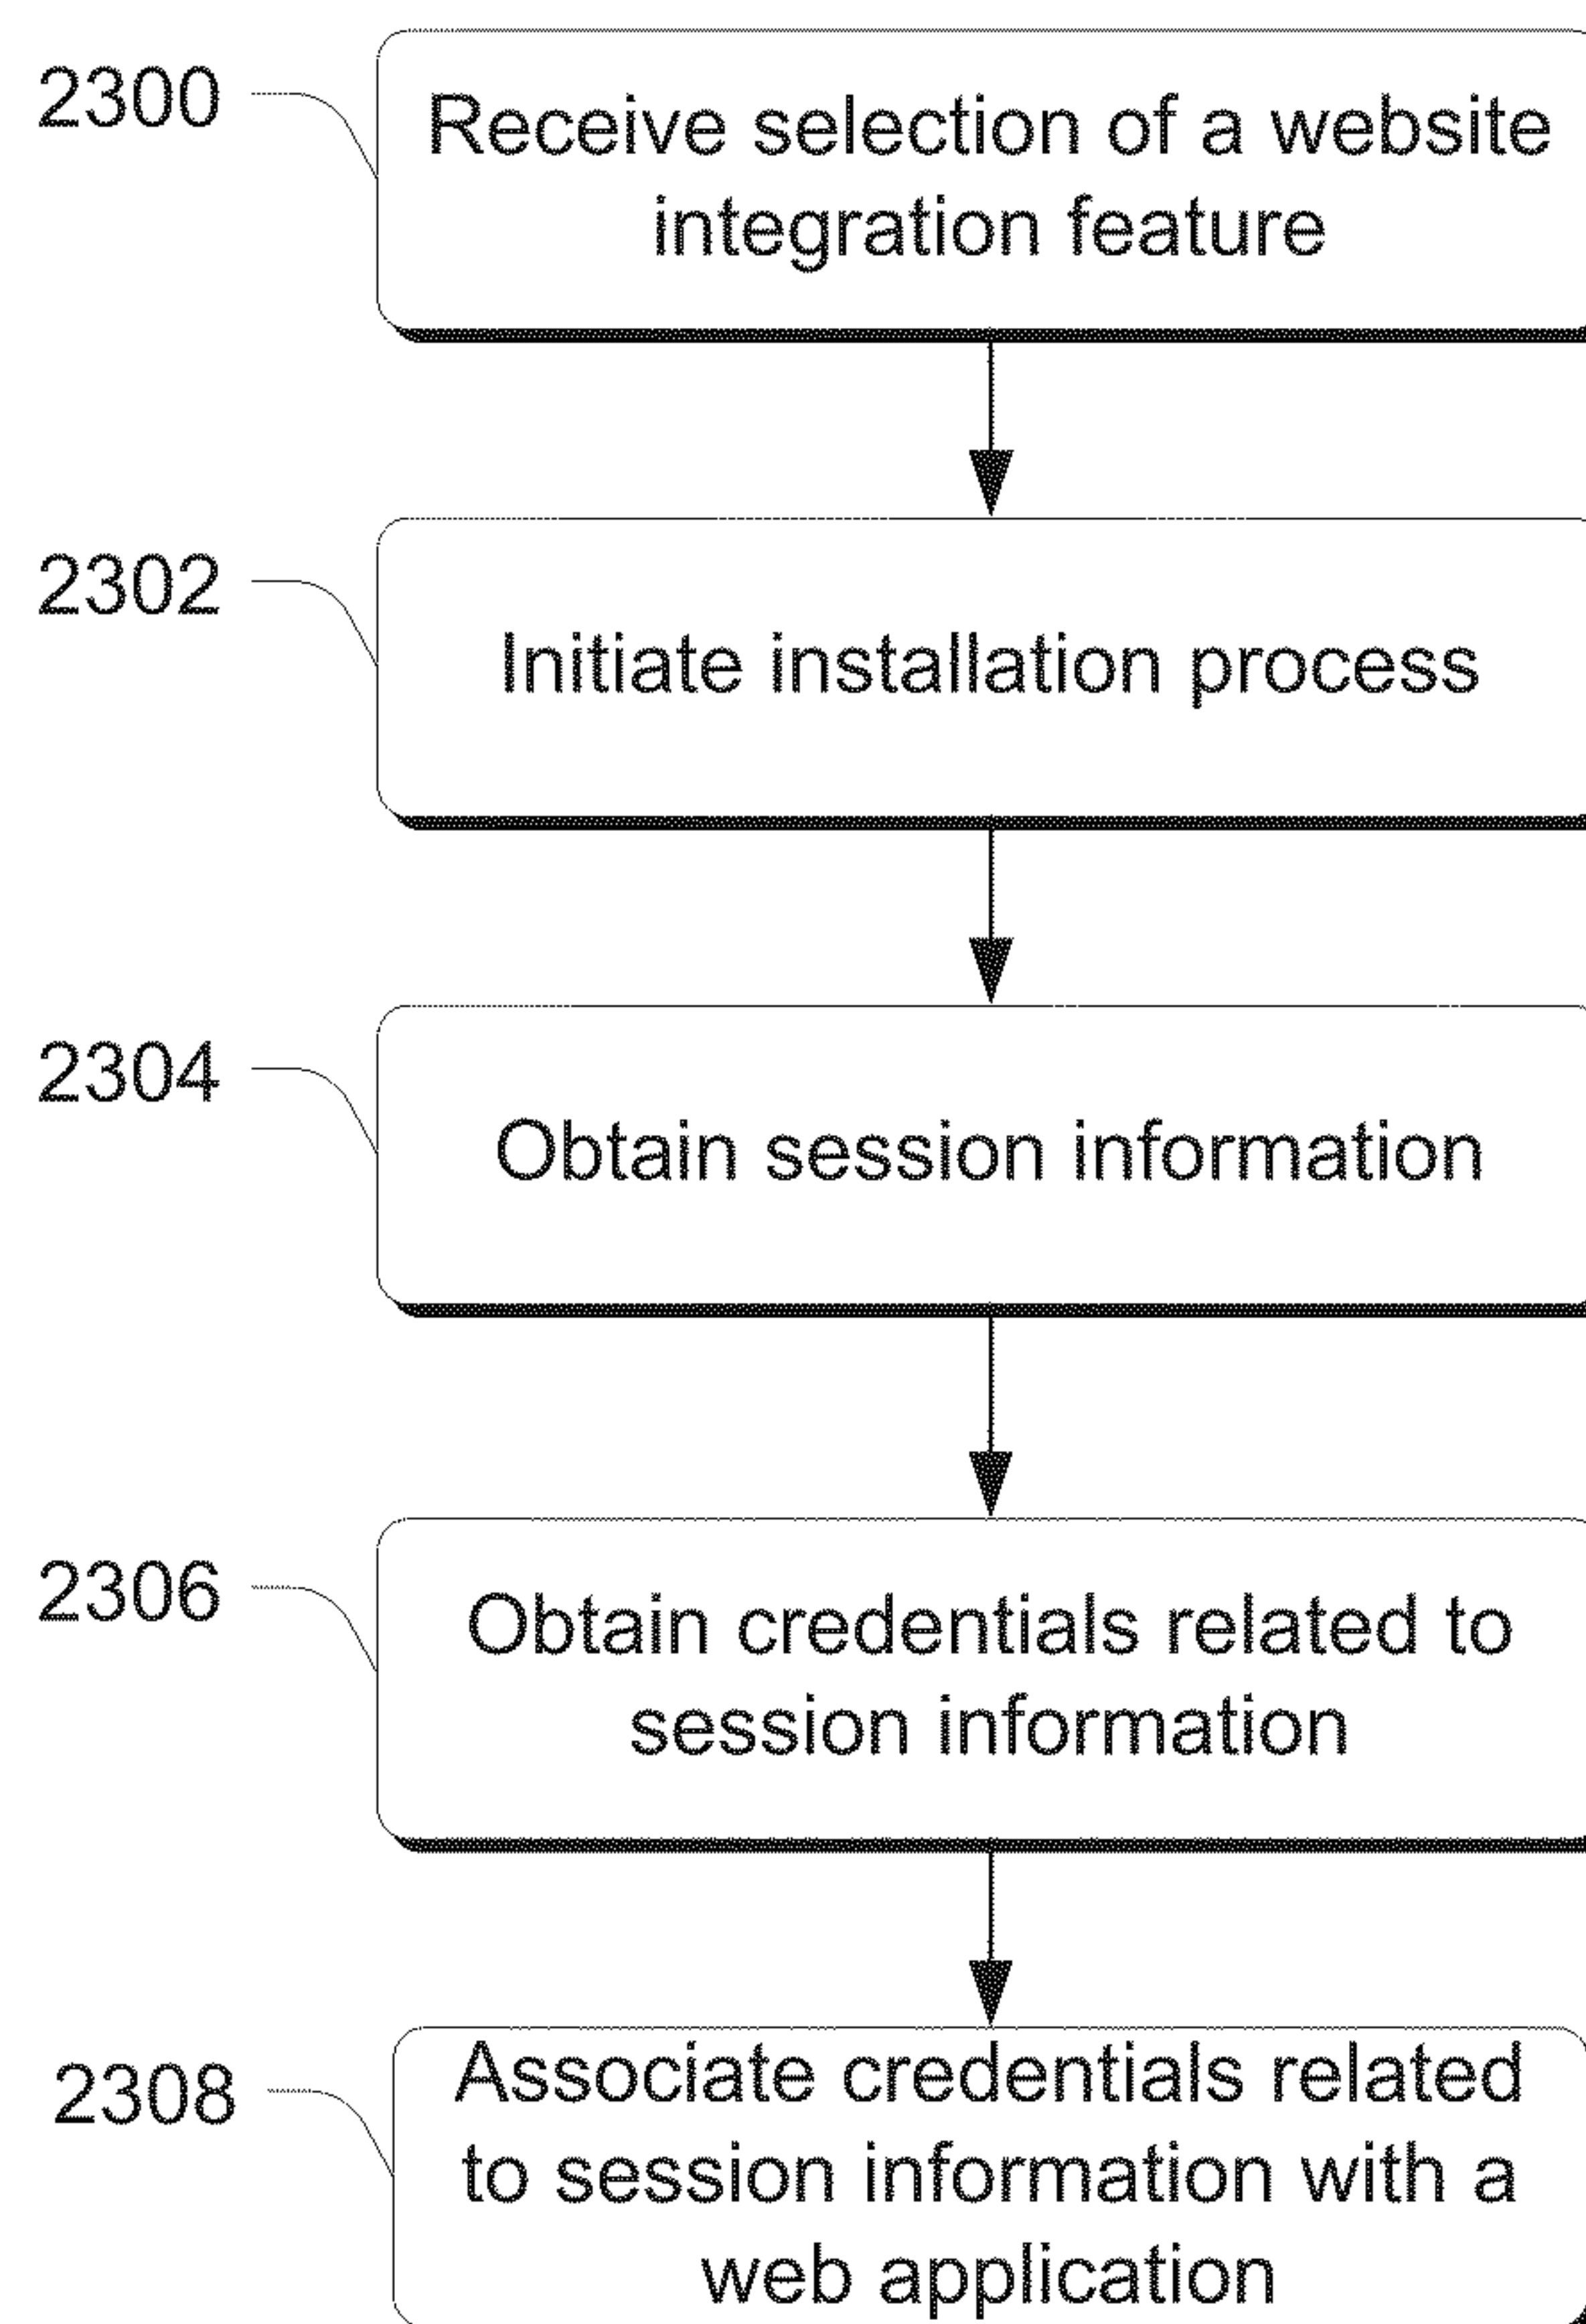 2300
Receive selection of a website
integration feature
2302
Initiate installation process
2304
Obtain session information
2306
Obtain credentials related to
session information
2308
Associate credentials related
to session information with a
web application